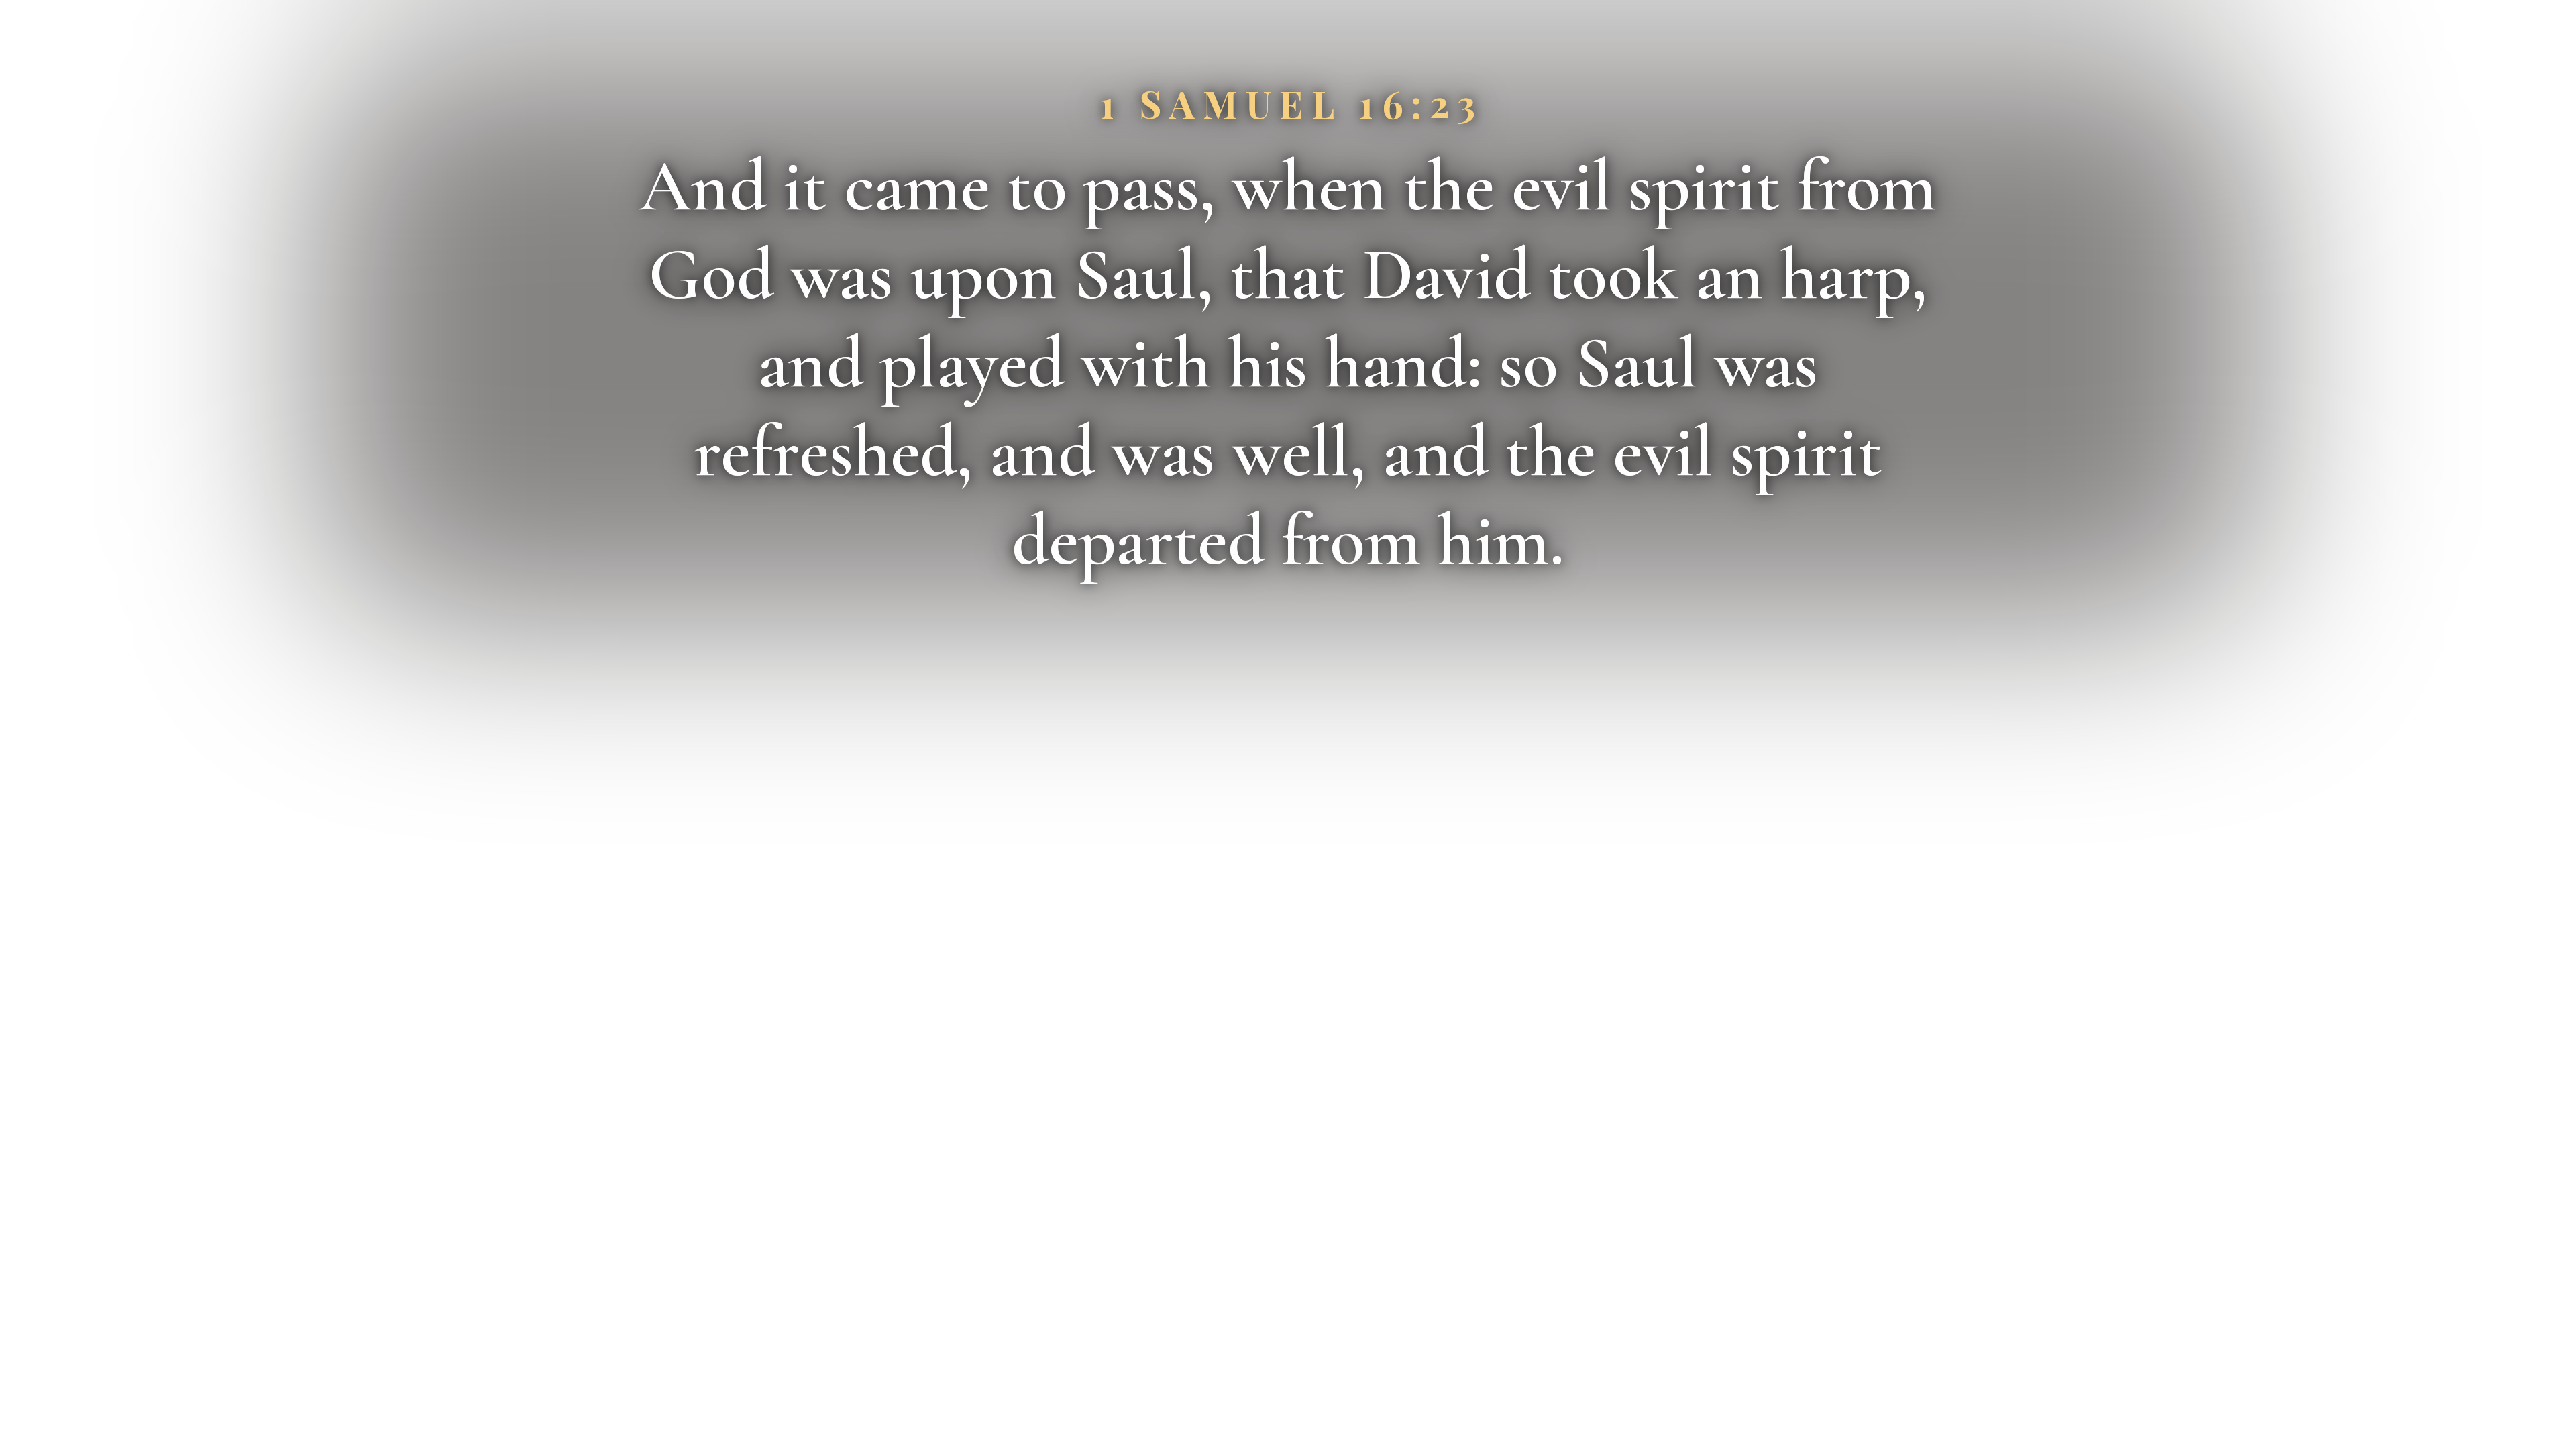 1 SAMUEL 16:23
And it came to pass, when the evil spirit from
God was upon Saul, that David took an harp,
and played with his hand: so Saul was
refreshed, and was well, and the evil spirit
departed from him.